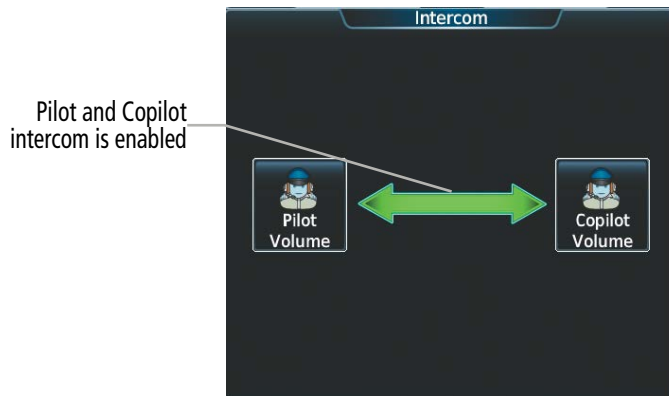 Intercom
Pilot and Copilot
intercom is enabled
Pilot
Volume
Copilot
Volume